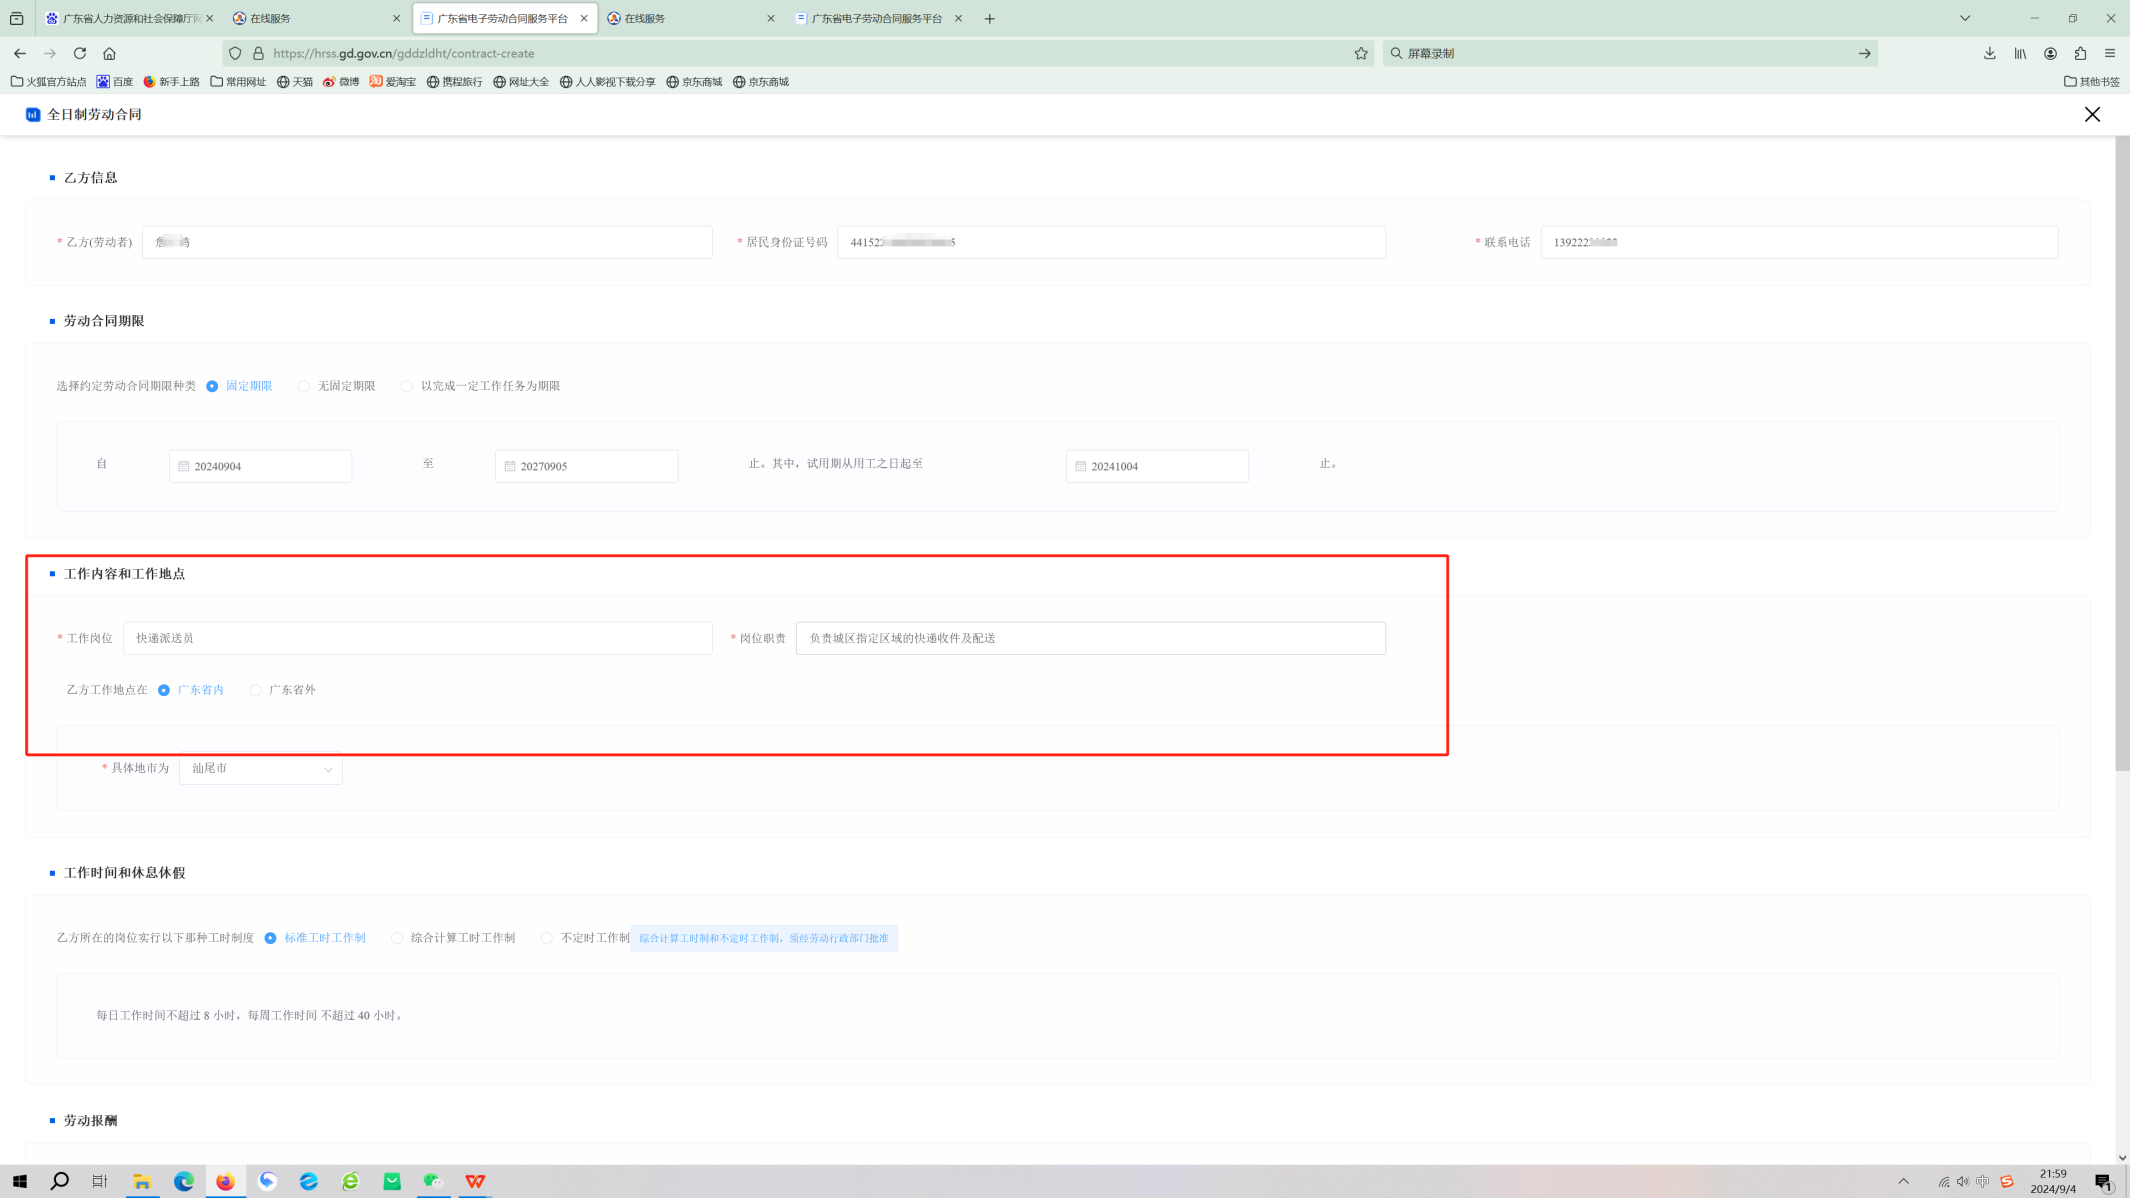 广东省人力资源和社会保障厅
在线服务
广东省电子劳动合同服务平台
在线服务
广东省电子劳动合同服务平台
https://hrss.gd.gov.cn/gddzldht/contract-create
屏幕录制
火狐官方站点 百度 新手上路 常用网址 天猫 微博 爱淘宝 携程旅行 网址大全 人人影视下载分享 京东商城 京东商城 其他书签
全日制劳动合同
乙方信息
* 乙方(劳动者)
* 居民身份证号码 44152 5
* 联系电话 13922
劳动合同期限
选择约定劳动合同期限种类 固定期限 无固定期限 以完成一定工作任务为期限
自 20240904 至 20270905 止。其中，试用期从用工之日起至 20241004 止。
工作内容和工作地点
* 工作岗位 快递派送员 * 岗位职责 负责城区指定区域的快递收件及配送
乙方工作地点在 广东省内 广东省外
* 具体地市为 汕尾市
工作时间和休息休假
乙方所在的岗位实行以下那种工时制度 标准工时工作制 综合计算工时工作制 不定时工作制 综合计算工时制和不定时工作制，须经劳动行政部门批准
每日工作时间不超过 8 小时，每周工作时间 不超过 40 小时。
劳动报酬
中
21:59
2024/9/4
1